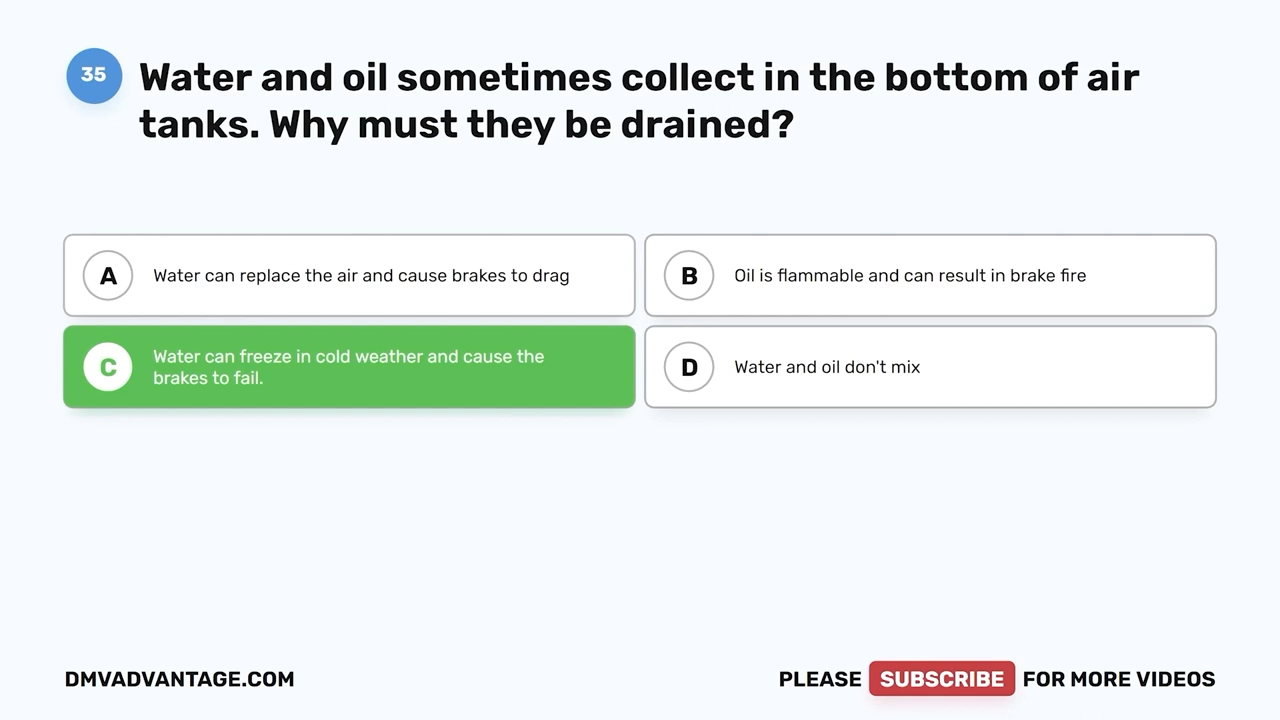 35
Water and oil sometimes collect in the bottom of air
tanks. Why must they be drained?
A
Water can replace the air and cause brakes to drag
B
Oil is flammable and can result in brake fire
C
Water can freeze in cold weather and cause the
brakes to fail.
D
Water and oil don't mix
DMVADVANTAGE.COM
PLEASE SUBSCRIBE FOR MORE VIDEOS